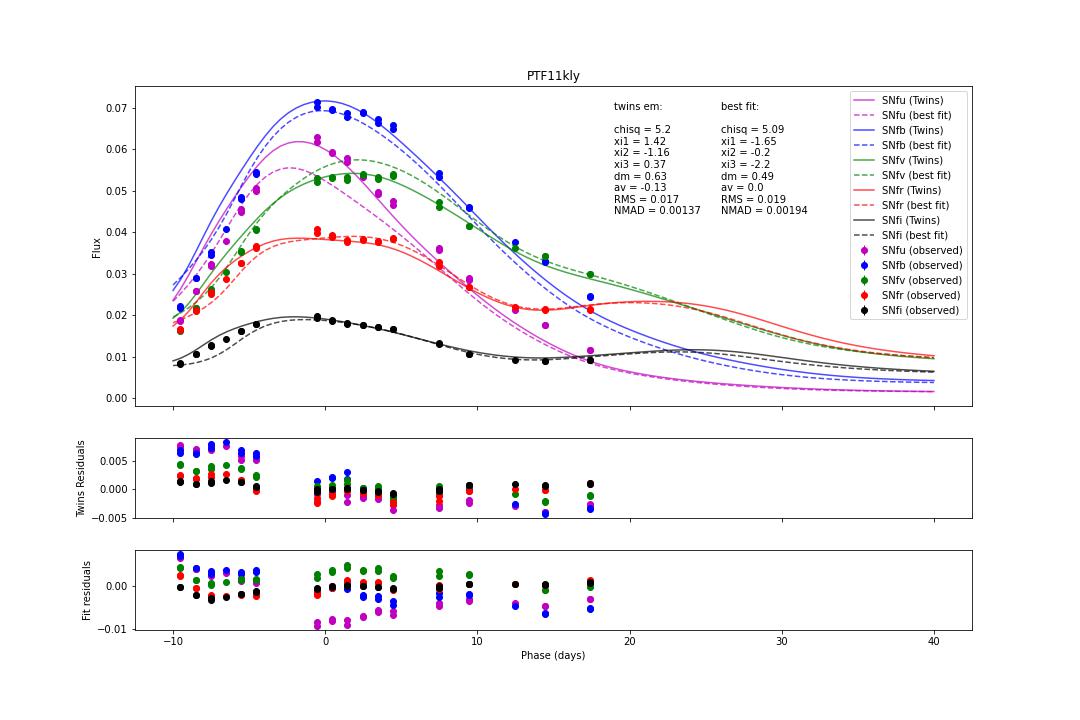 PTF11kly
Flux
0.07
0.06
0.05
0.04
0.03
0.02
0.01
0.00
twins em:
chisq = 5.2
xi1 = 1.42
xi2 = -1.16
xi3 = 0.37
dm = 0.63
av = -0.13
RMS = 0.017
NMAD = 0.00137
best fit:
chisq = 5.09
xi1 = -1.65
xi2 = -0.2
xi3 = -2.2
dm = 0.49
av = 0.0
RMS = 0.019
NMAD = 0.00194
SNfu (Twins)
SNfu (best fit)
SNfb (Twins)
SNfb (best fit)
SNfv (Twins)
SNfv (best fit)
SNfr (Twins)
SNfr (best fit)
SNfi (Twins)
SNfi (best fit)
SNfu (observed)
SNfb (observed)
SNfv (observed)
SNfr (observed)
SNfi (observed)
Twins Residuals
0.005
0.000
−0.005
Fit residuals
0.00
−0.01
−10 0 10 20 30 40
Phase (days)